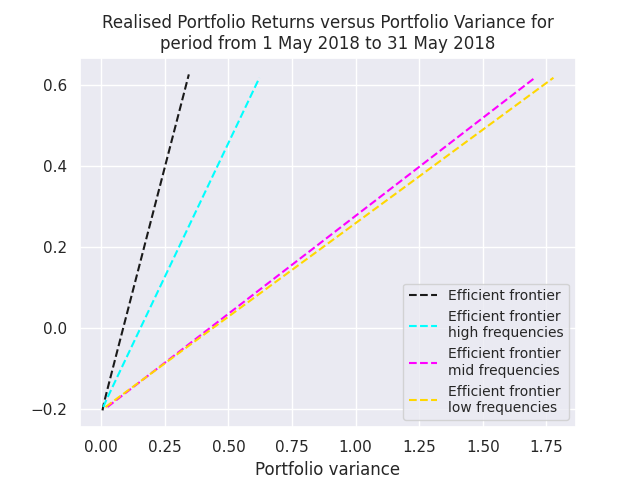 Realised Portfolio Returns versus Portfolio Variance for
period from 1 May 2018 to 31 May 2018
0.6
0.4
0.2
0.0
−0.2
0.00 0.25 0.50 0.75 1.00 1.25 1.50 1.75
Portfolio variance
Efficient frontier
Efficient frontier
high frequencies
Efficient frontier
mid frequencies
Efficient frontier
low frequencies